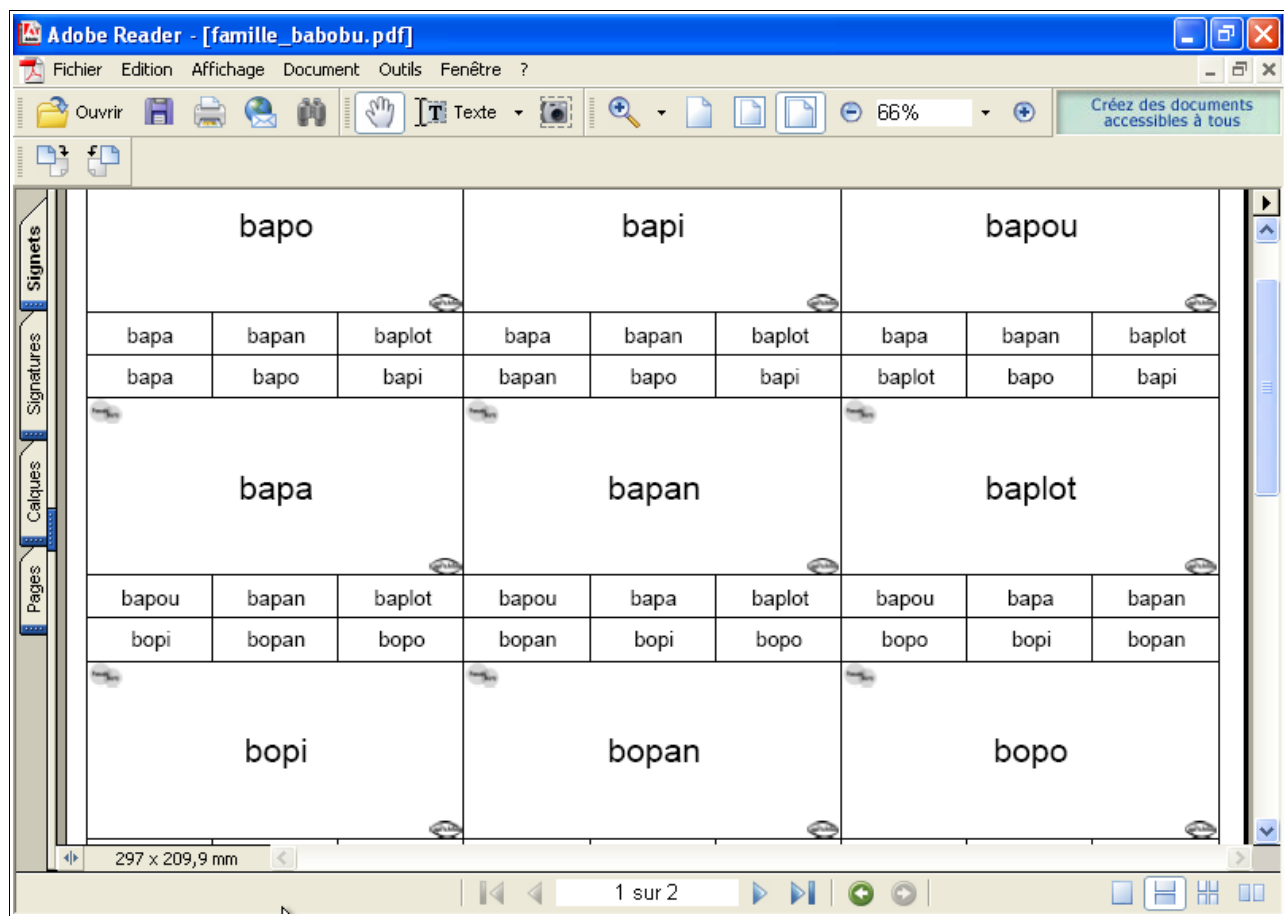 Adobe Reader - [famille_babobu.pdf]
Fichier Edition Affichage Document Outils Fenêtre ?
Ouvrir Texte 66% Créez des documents
accessibles à tous
Signets
Signatures
Calques
Pages
bapo bapi bapou
bapa bapan baplot bapa bapan baplot bapa bapan baplot
bapa bapo bapi bapan bapo bapi baplot bapo bapi
bapa bapan baplot
bapou bapan baplot bapou bapa baplot bapou bapa bapan
bopi bopan bopo bopan bopi bopo bopo bopi bopan
bopi bopan bopo
297 x 209,9 mm
1 sur 2